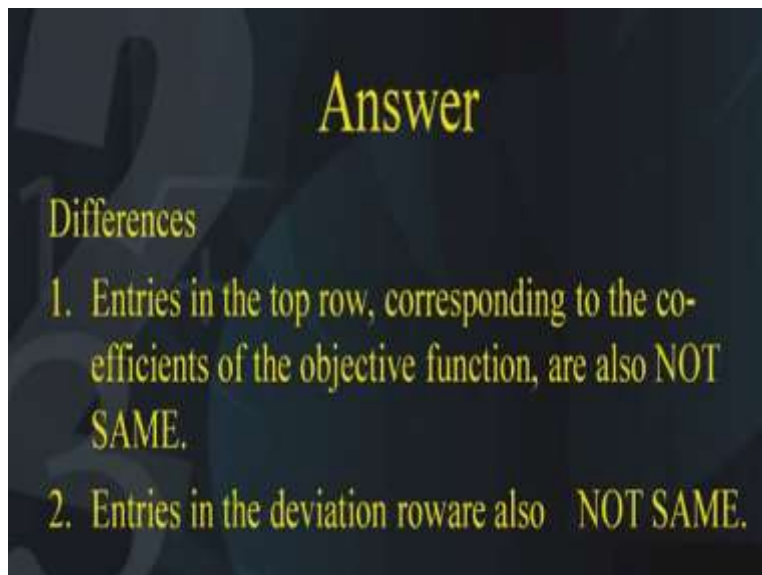 Answer
Differences
1. Entries in the top row, corresponding to the co-
efficients of the objective function, are also NOT
SAME.
2. Entries in the deviation roware also NOT SAME.